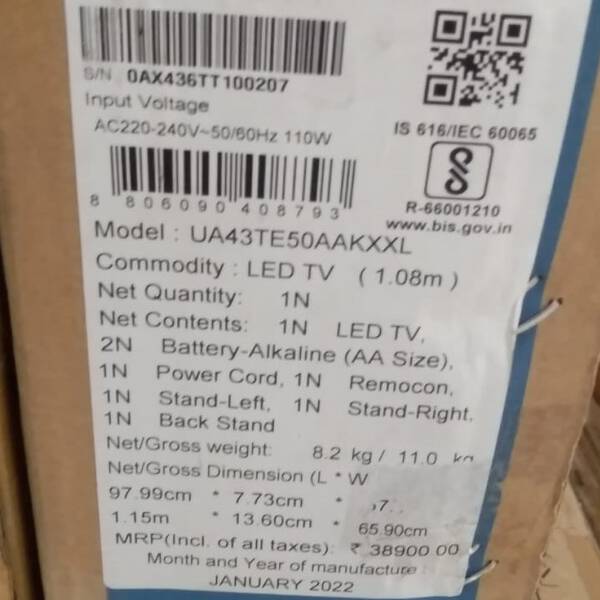 S/N 0AX436TT100207
Input Voltage
AC220-240V~50/60Hz 110W
IS 616/IEC 60065
8 806090 408793
R-66001210
www.bis.gov.in
Model : UA43TE50AAKXXL
Commodity : LED TV ( 1.08m )
Net Quantity: 1N
Net Contents: 1N LED TV,
2N Battery-Alkaline (AA Size),
1N Power Cord, 1N Remocon,
1N Stand-Left, 1N Stand-Right,
1N Back Stand
Net/Gross weight: 8.2 kg / 11.0 kg
Net/Gross Dimension (L * W
97.99cm * 7.73cm *
1.15m * 13.60cm * 65.90cm
MRP(Incl. of all taxes): ₹ 38900.00
Month and Year of manufacture :
JANUARY 2022